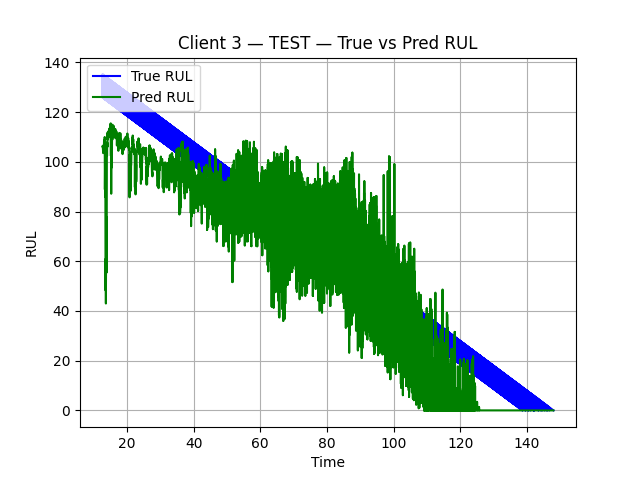 Client 3 — TEST — True vs Pred RUL
True RUL
Pred RUL
RUL
140
120
100
80
60
40
20
0
20 40 60 80 100 120 140
Time